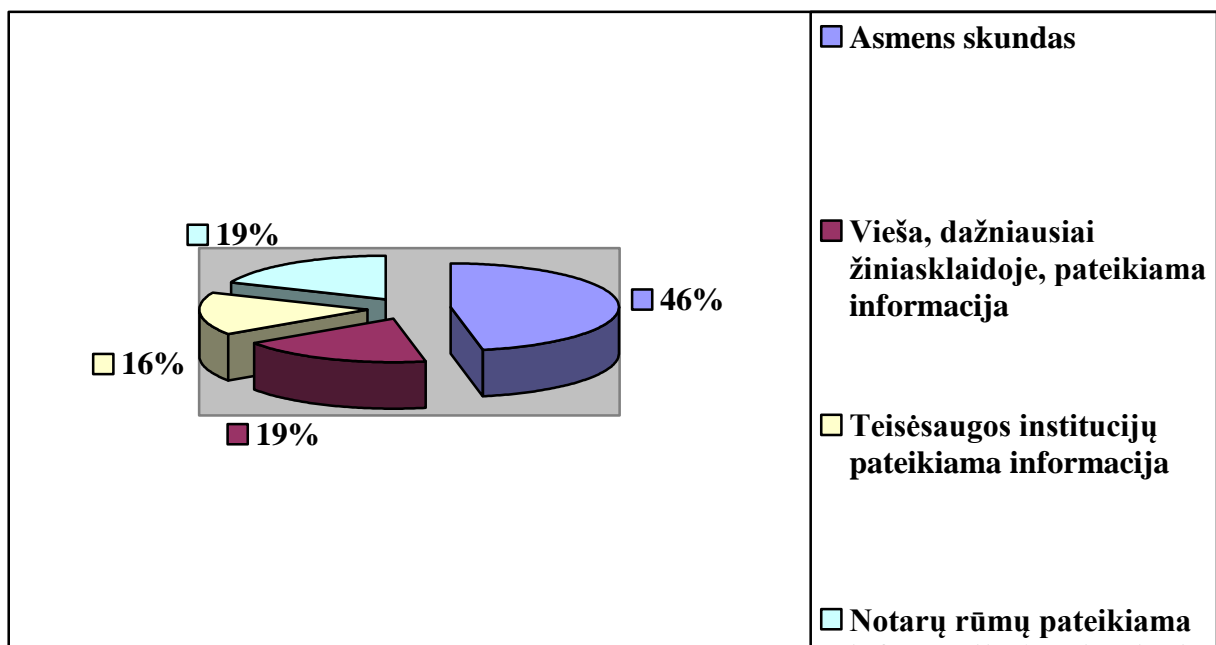 19%
46%
16%
19%
Asmens skundas
Vieša, dažniausiai
žiniasklaidoje, pateikiama
informacija
Teisėsaugos institucijų
pateikiama informacija
Notarų rūmų pateikiama